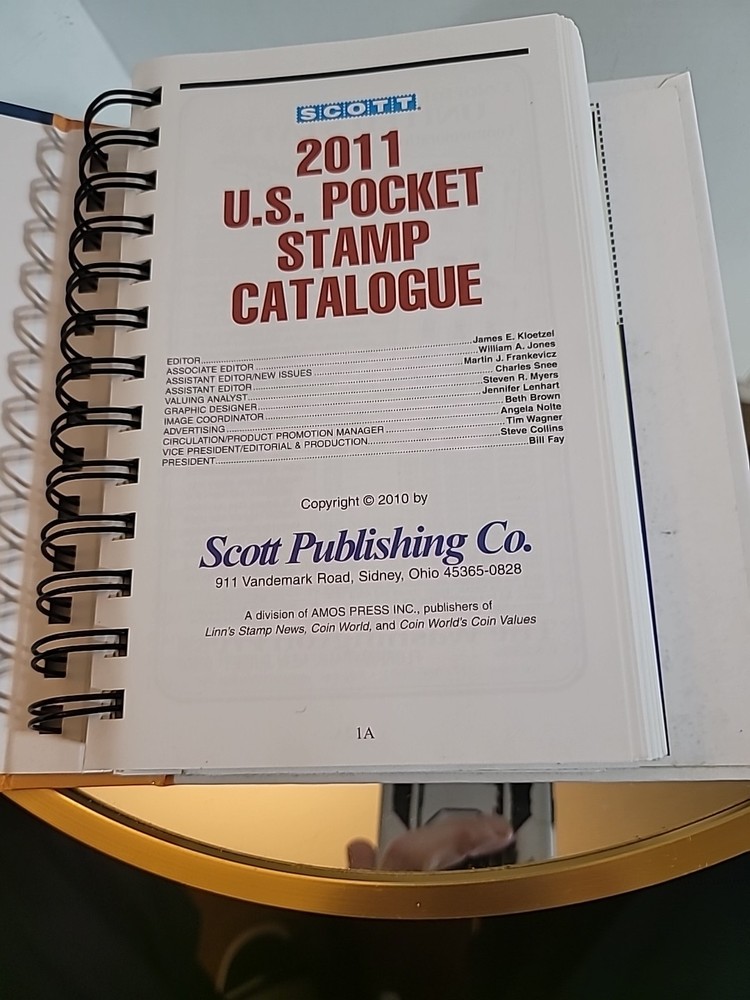 SCOTT
2011
U.S. POCKET
STAMP
CATALOGUE
EDITOR James E. Kloetzel
ASSOCIATE EDITOR William A. Jones
ASSISTANT EDITOR/NEW ISSUES Martin J. Frankevicz
ASSISTANT EDITOR Charles Snee
VALUING ANALYST Steven R. Myers
GRAPHIC DESIGNER Jennifer Lenhart
IMAGE COORDINATOR Beth Brown
ADVERTISING Angela Nolte
CIRCULATION/PRODUCT PROMOTION MANAGER Tim Wagner
VICE PRESIDENT/EDITORIAL & PRODUCTION Steve Collins
PRESIDENT Bill Fay
Copyright © 2010 by
Scott Publishing Co.
911 Vandemark Road, Sidney, Ohio 45365-0828
A division of AMOS PRESS INC., publishers of
Linn's Stamp News, Coin World, and Coin World's Coin Values
1A